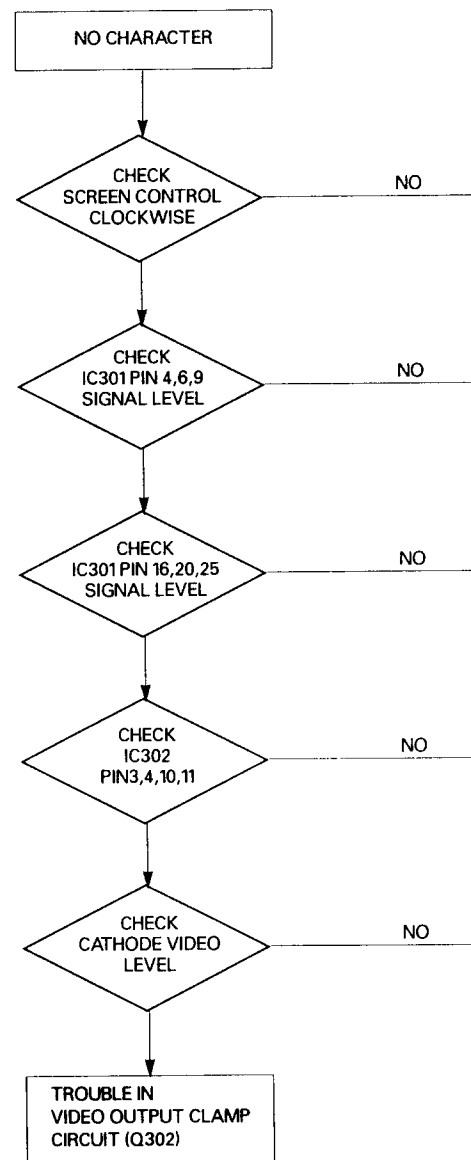 NO CHARACTER
CHECK
SCREEN CONTROL
CLOCKWISE
NO
CHECK
IC301 PIN 4,6,9
SIGNAL LEVEL
NO
CHECK
IC301 PIN 16,20,25
SIGNAL LEVEL
NO
CHECK
IC302
PIN3,4,10,11
NO
CHECK
CATHODE VIDEO
LEVEL
NO
TROUBLE IN
VIDEO OUTPUT CLAMP
CIRCUIT (Q302)